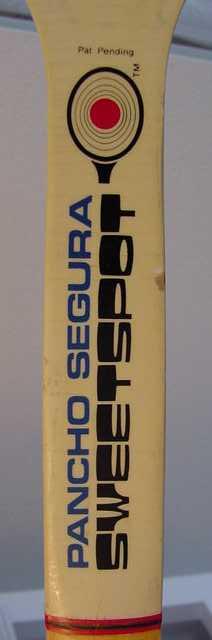 Pat Pending
TM
PANCHO SEGURA
SWEETSPOT